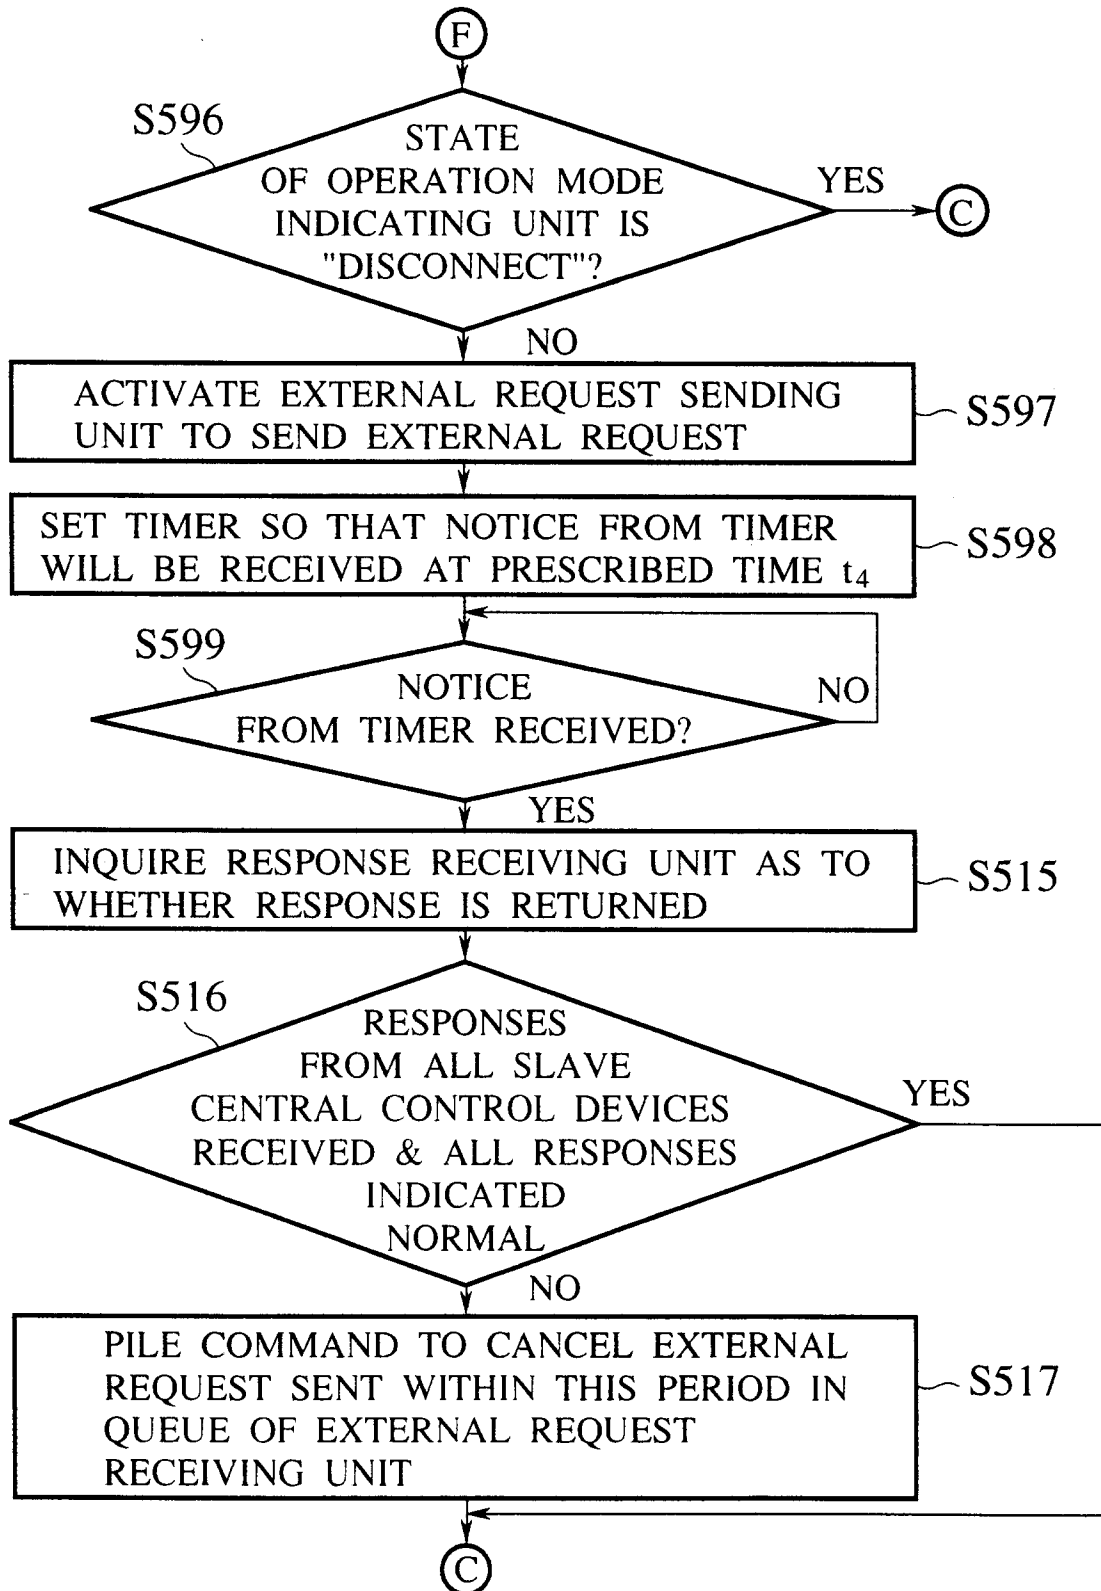 F
S596
STATE
OF OPERATION MODE
INDICATING UNIT IS
"DISCONNECT"?
YES
C
NO
ACTIVATE EXTERNAL REQUEST SENDING
UNIT TO SEND EXTERNAL REQUEST
S597
SET TIMER SO THAT NOTICE FROM TIMER
WILL BE RECEIVED AT PRESCRIBED TIME t4
S598
S599
NOTICE
FROM TIMER RECEIVED?
NO
YES
INQUIRE RESPONSE RECEIVING UNIT AS TO
WHETHER RESPONSE IS RETURNED
S515
S516
RESPONSES
FROM ALL SLAVE
CENTRAL CONTROL DEVICES
RECEIVED & ALL RESPONSES
INDICATED
NORMAL
YES
NO
PILE COMMAND TO CANCEL EXTERNAL
REQUEST SENT WITHIN THIS PERIOD IN
QUEUE OF EXTERNAL REQUEST
RECEIVING UNIT
S517
C